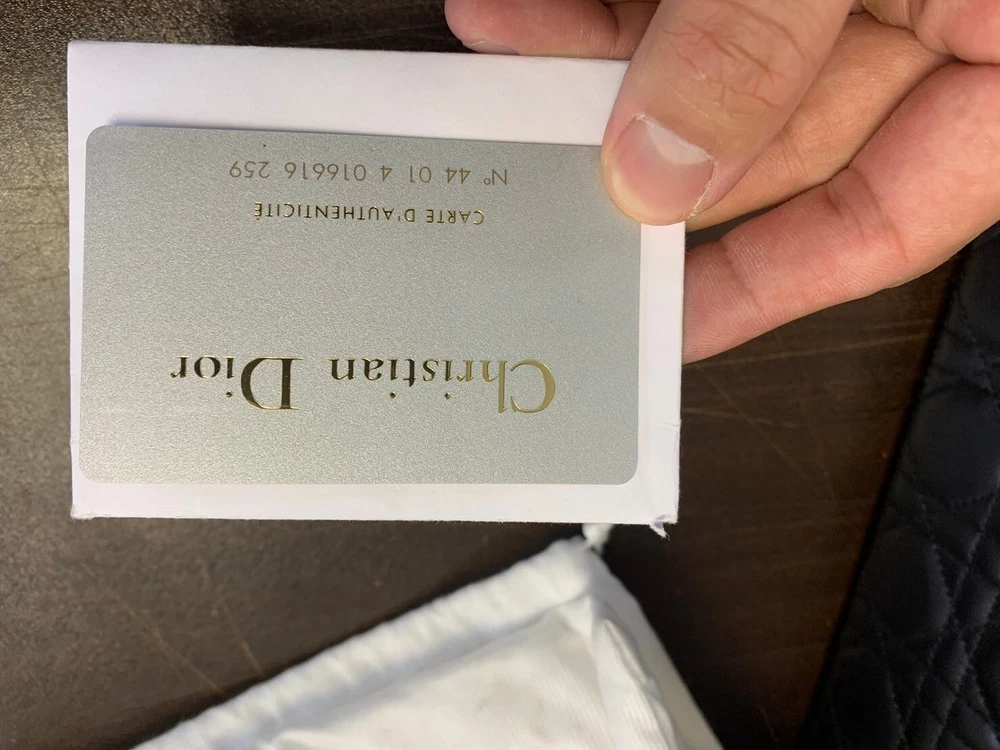 Christian Dior
CARTE D'AUTHENTICITÉ
N° 44 01 4 016616 259